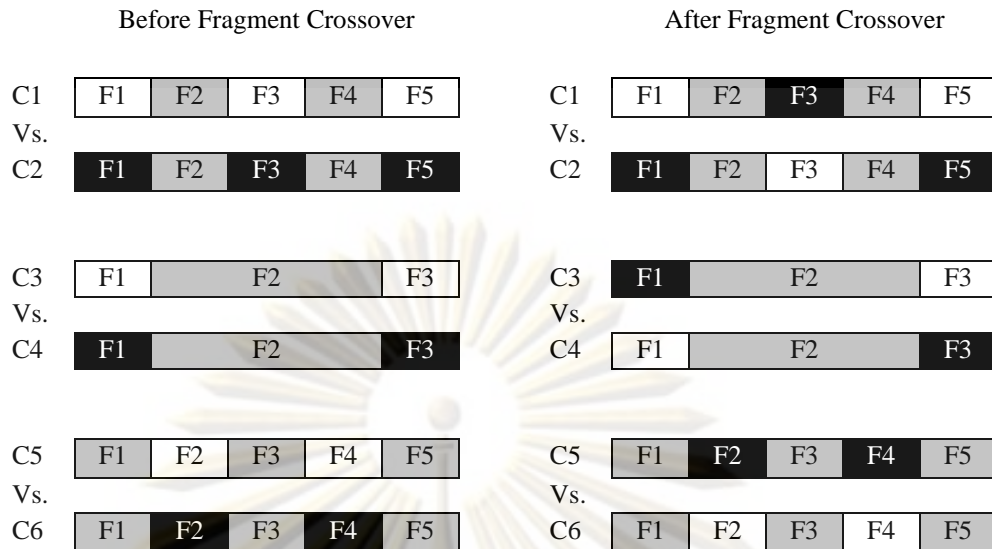 Before Fragment Crossover After Fragment Crossover
C1 F1 F2 F3 F4 F5 C1 F1 F2 F3 F4 F5
Vs. Vs.
C2 F1 F2 F3 F4 F5 C2 F1 F2 F3 F4 F5
C3 F1 F2 F3 C3 F1 F2 F3
Vs. Vs.
C4 F1 F2 F3 C4 F1 F2 F3
C5 F1 F2 F3 F4 F5 C5 F1 F2 F3 F4 F5
Vs. Vs.
C6 F1 F2 F3 F4 F5 C6 F1 F2 F3 F4 F5